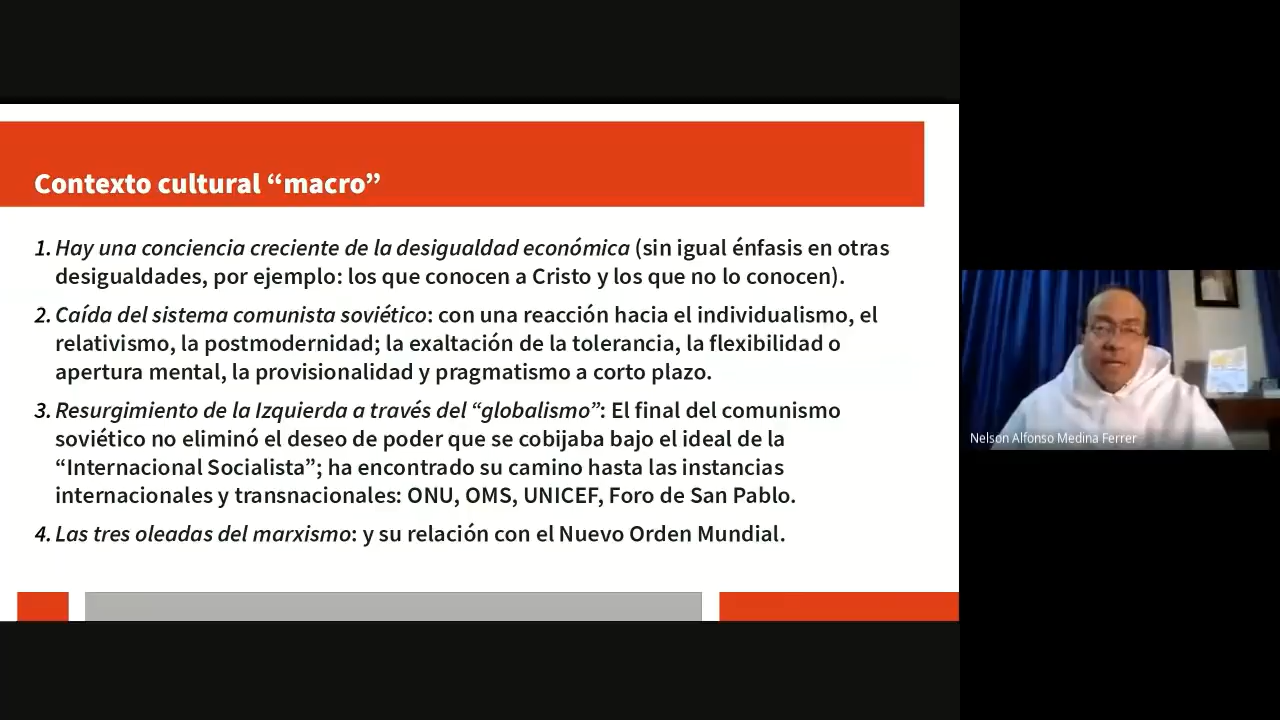 Contexto cultural “macro”
1. Hay una conciencia creciente de la desigualdad económica (sin igual énfasis en otras
desigualdades, por ejemplo: los que conocen a Cristo y los que no lo conocen).
2. Caída del sistema comunista soviético: con una reacción hacia el individualismo, el
relativismo, la postmodernidad; la exaltación de la tolerancia, la flexibilidad o
apertura mental, la provisionalidad y pragmatismo a corto plazo.
3. Resurgimiento de la Izquierda a través del “globalismo”: El final del comunismo
soviético no eliminó el deseo de poder que se cobijaba bajo el ideal de la
“Internacional Socialista”; ha encontrado su camino hasta las instancias
internacionales y transnacionales: ONU, OMS, UNICEF, Foro de San Pablo.
4. Las tres oleadas del marxismo: y su relación con el Nuevo Orden Mundial.
Nelson Alfonso Medina Ferrer